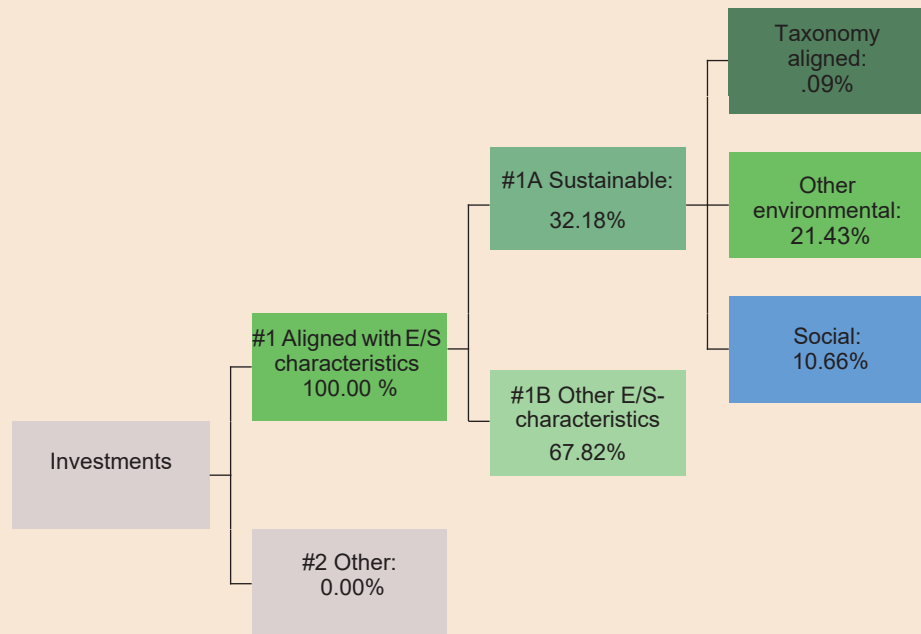 Taxonomy
aligned:
.09%
#1A Sustainable:
32.18%
Other
environmental:
21.43%
#1 Aligned with E/S
characteristics
100.00 %
Social:
10.66%
#1B Other E/S-
characteristics
67.82%
Investments
#2 Other:
0.00%